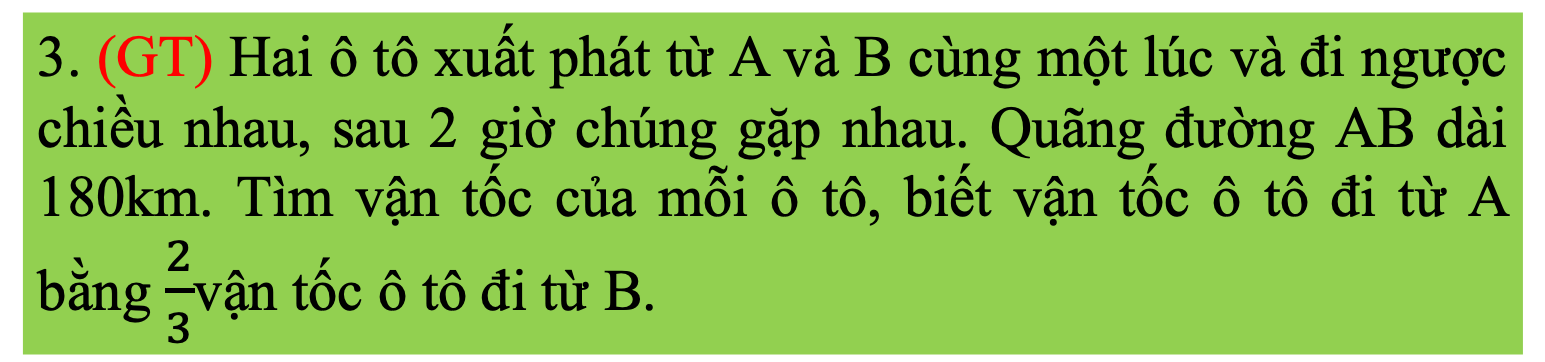 3. (GT) Hai ô tô xuất phát từ A và B cùng một lúc và đi ngược
chiều nhau, sau 2 giờ chúng gặp nhau. Quãng đường AB dài
180km. Tìm vận tốc của mỗi ô tô, biết vận tốc ô tô đi từ A
bằng 2/3 vận tốc ô tô đi từ B.